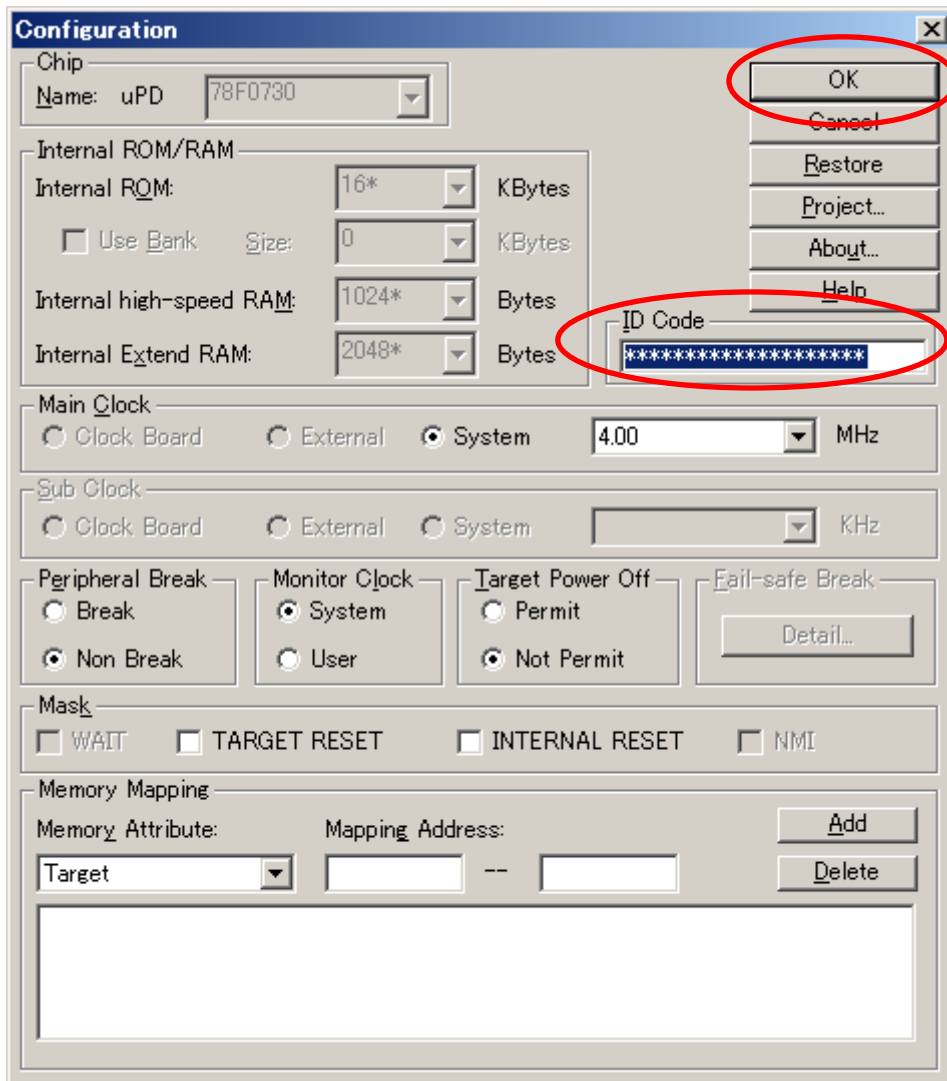 Configuration
Chip
Name: uPD 78F0730
OK
Cancel
Restore
Project...
About...
Help
Internal ROM/RAM
Internal ROM: 16* KBytes
Use Bank Size: 0 KBytes
Internal high-speed RAM: 1024* Bytes
Internal Extend RAM: 2048* Bytes
ID Code
********************
Main Clock
Clock Board External System 4.00 MHz
Sub Clock
Clock Board External System KHz
Peripheral Break
Break
Non Break
Monitor Clock
System
User
Target Power Off
Permit
Not Permit
Fail-safe Break
Detail...
Mask
WAIT TARGET RESET INTERNAL RESET NMI
Memory Mapping
Memory Attribute: Mapping Address:
Target --
Add
Delete